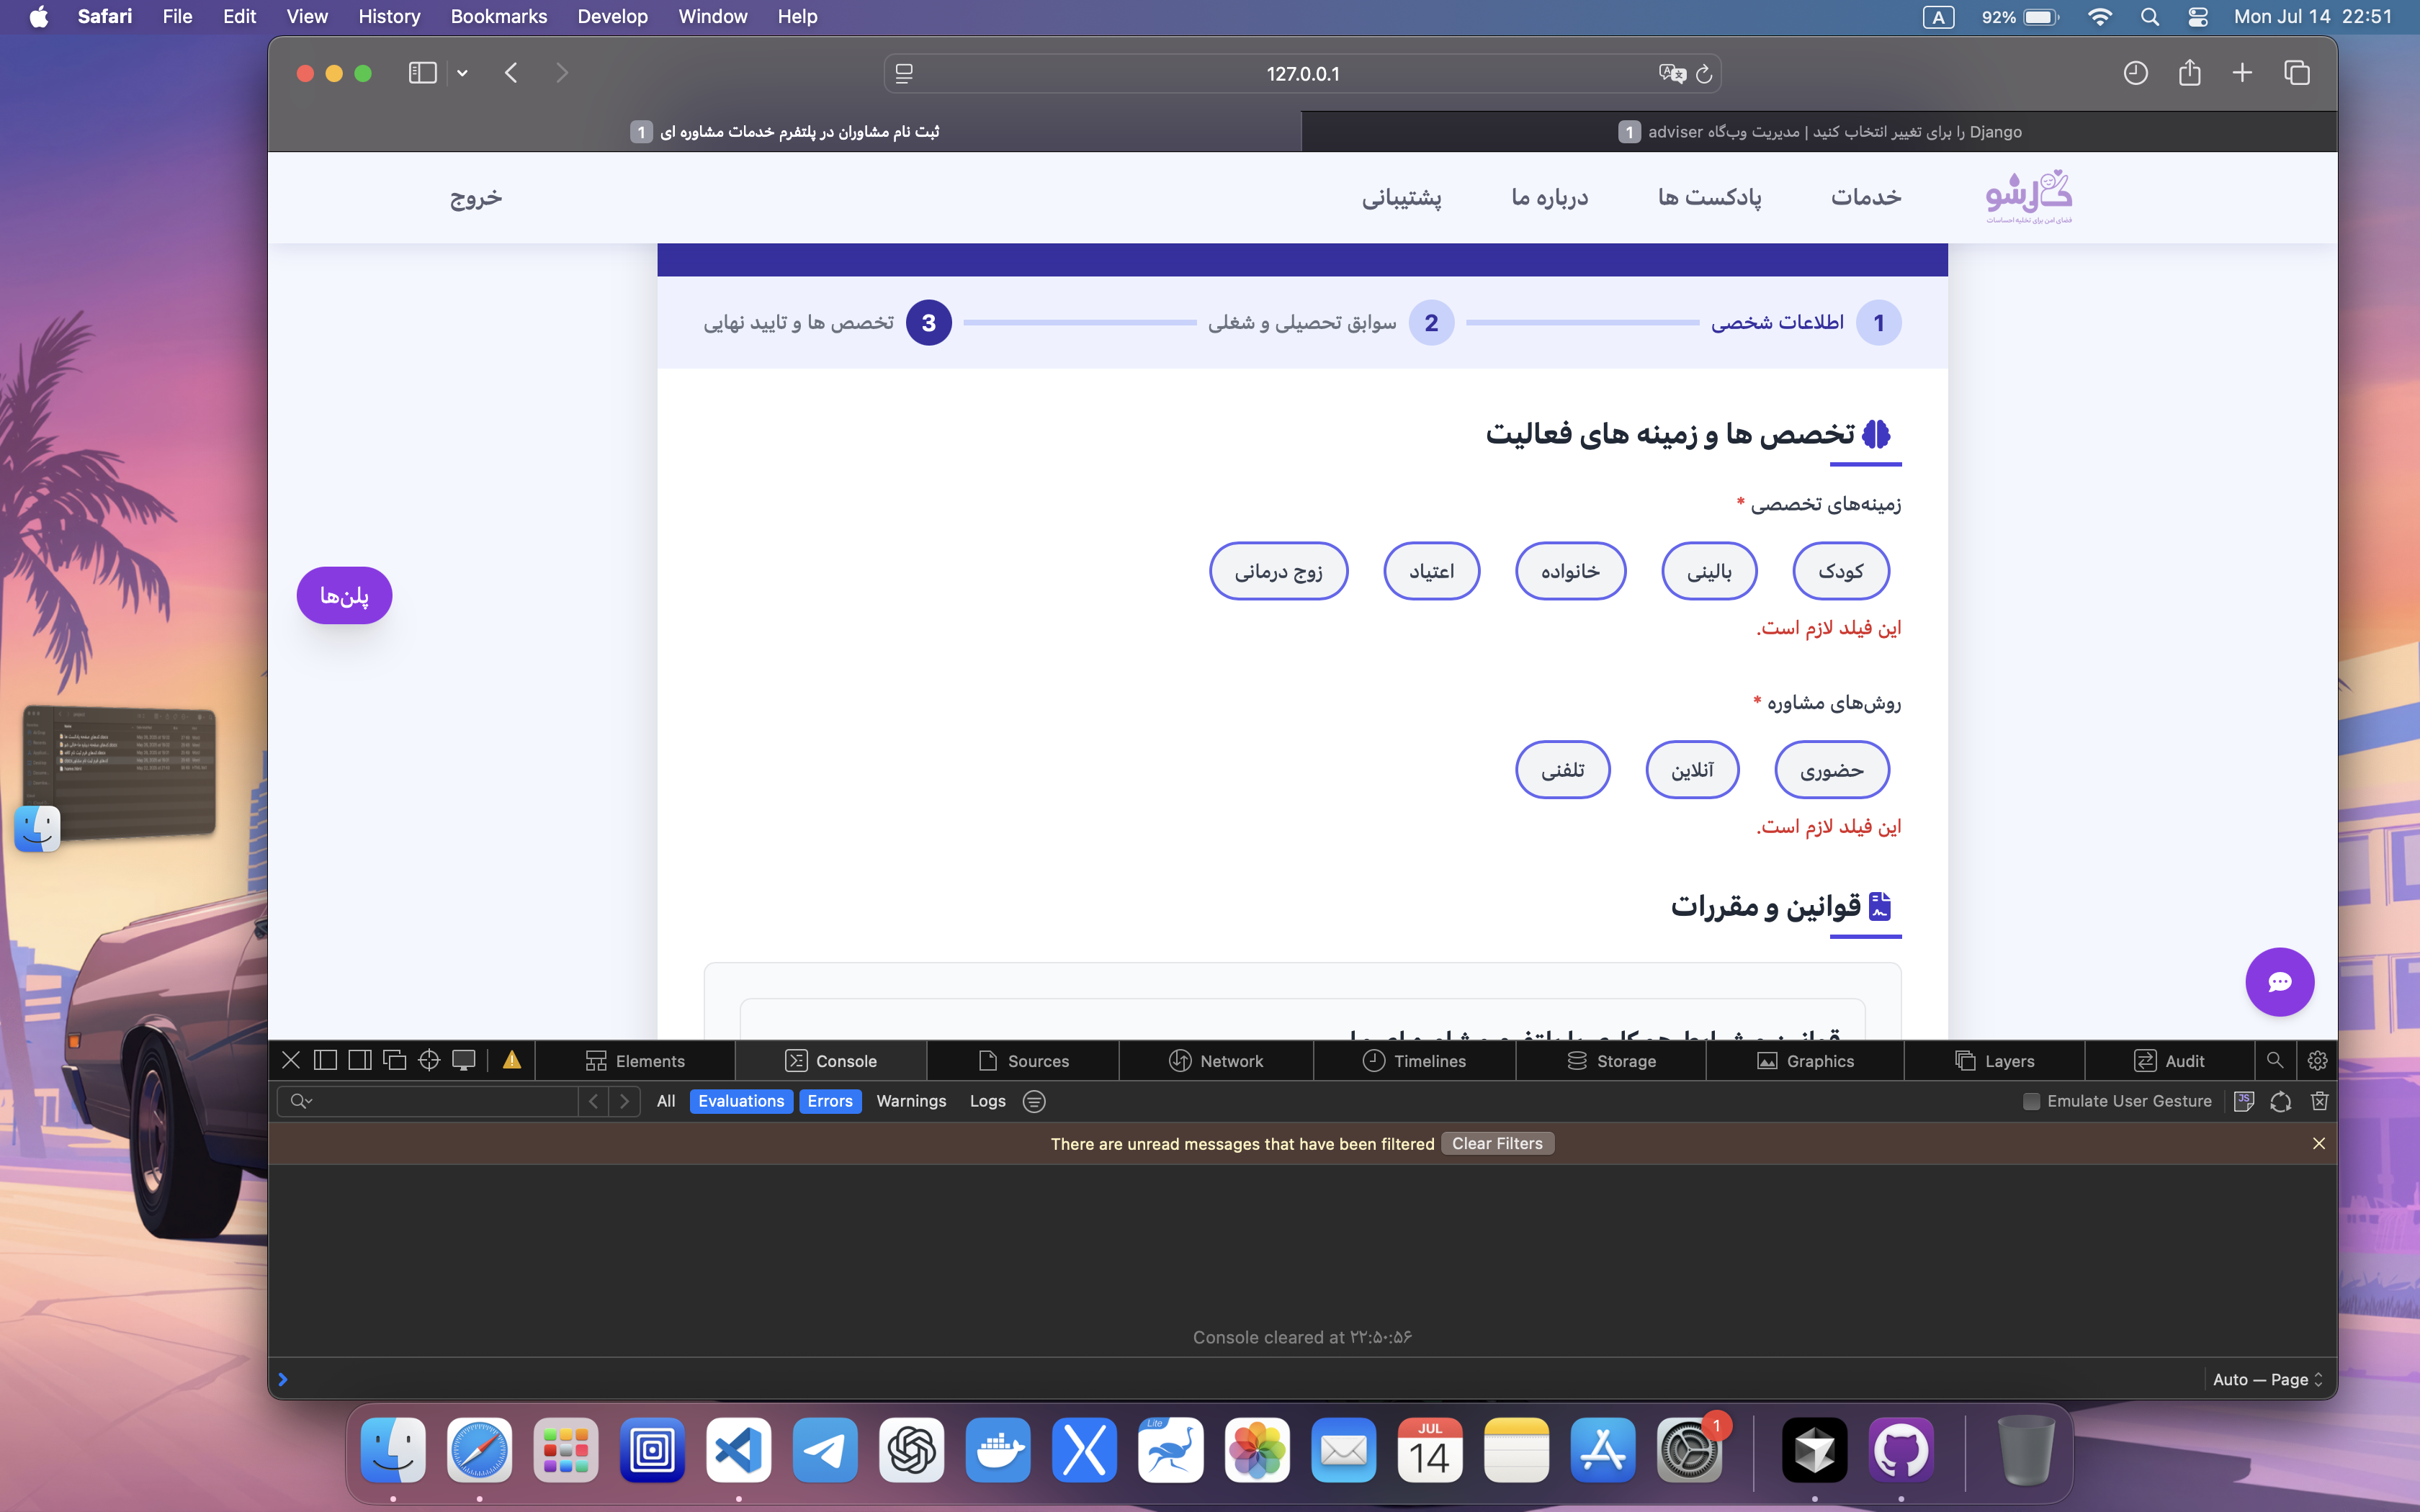 Safari File Edit View History Bookmarks Develop Window Help
A 92% Mon Jul 14 22:51
127.0.0.1
ثبت نام مشاوران در پلتفرم خدمات مشاوره ای 1
1 adviser را برای تغییر انتخاب کنید | مدیریت وب‌گاه Django
خدمات پادکست ها درباره ما پشتیبانی خروج
فضای امن برای تخلیه احساسات
1 اطلاعات شخصی 2 سوابق تحصیلی و شغلی 3 تخصص ها و تایید نهایی
تخصص ها و زمینه های فعالیت
زمینه‌های تخصصی *
کودک بالینی خانواده اعتیاد زوج درمانی
پلن‌ها
این فیلد لازم است.
روش‌های مشاوره *
حضوری آنلاین تلفنی
این فیلد لازم است.
قوانین و مقررات
Elements Console Sources Network Timelines Storage Graphics Layers Audit
All Evaluations Errors Warnings Logs Emulate User Gesture
There are unread messages that have been filtered Clear Filters
Console cleared at ۲۲:۵۰:۵۶
Auto — Page
Lite
JUL
14
1